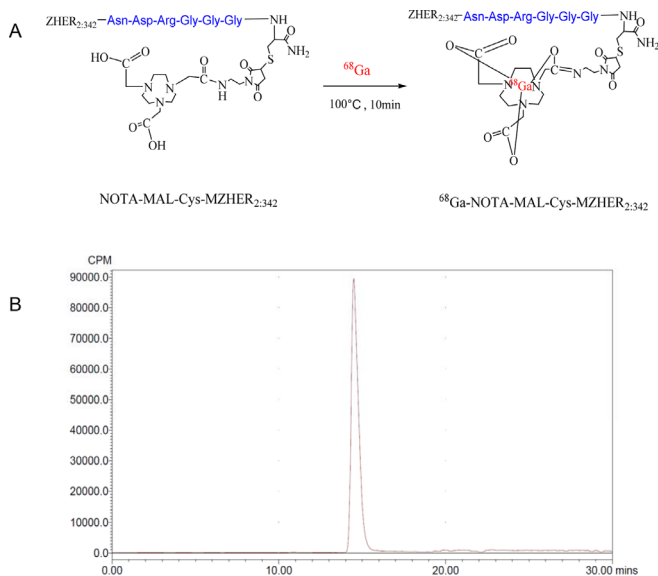 A
ZHER2:342-Asn-Asp-Arg-Gly-Gly-Gly-NH
O
NH2
S
HO
O
O
N
N
N
N
H
O
N
O
O
OH
68Ga
100°C , 10min
NOTA-MAL-Cys-MZHER2:342
ZHER2:342-Asn-Asp-Arg-Gly-Gly-Gly-NH
O
NH2
S
O
O
O
O
N
N
N
68Ga
N
N
O
O
O
68Ga-NOTA-MAL-Cys-MZHER2:342
B
CPM
90000.0
80000.0
70000.0
60000.0
50000.0
40000.0
30000.0
20000.0
10000.0
0.0
0.00 10.00 20.00 30.00 mins